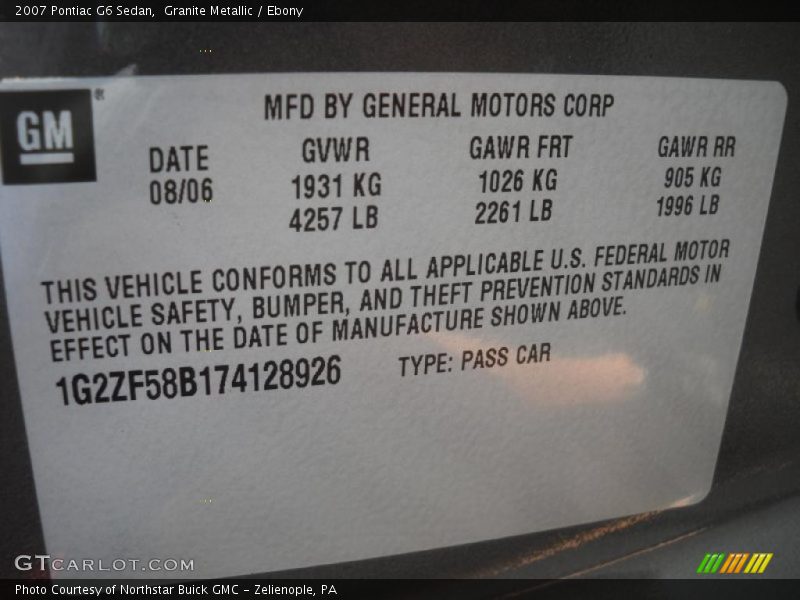 2007 Pontiac G6 Sedan,  Granite Metallic / Ebony
GM®
MFD BY GENERAL MOTORS CORP
DATE GVWR GAWR FRT GAWR RR
08/06 1931 KG 1026 KG 905 KG
4257 LB 2261 LB 1996 LB
THIS VEHICLE CONFORMS TO ALL APPLICABLE U.S. FEDERAL MOTOR
VEHICLE SAFETY, BUMPER, AND THEFT PREVENTION STANDARDS IN
EFFECT ON THE DATE OF MANUFACTURE SHOWN ABOVE.
1G2ZF58B174128926 TYPE: PASS CAR
GTCARLOT.COM
Photo Courtesy of Northstar Buick GMC - Zelienople, PA